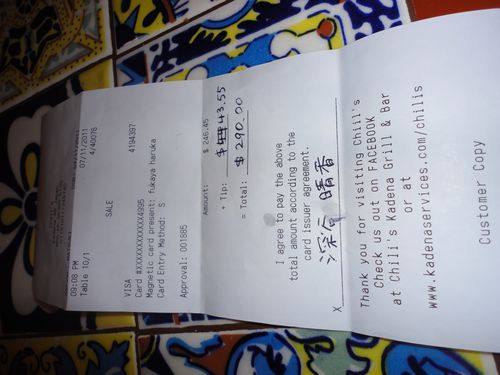 09:08 PM 07/11/2011
Table 10/1 4/40076
SALE
VISA 4194397
Card #XXXXXXXXXXXX4995
Magnetic card present: fukaya haruka
Card Entry Method: S
Approval: 001685
Amount: $ 246.45
+ Tip: 43.55
= Total: $ 290.00
I agree to pay the above
total amount according to the
card issuer agreement.
X 深谷 晴香
Thank you for visiting Chili's
Check us out on FACEBOOK
at Chili's Kadena Grill & Bar
or at
www.kadenaservices.com/chilis
Customer Copy